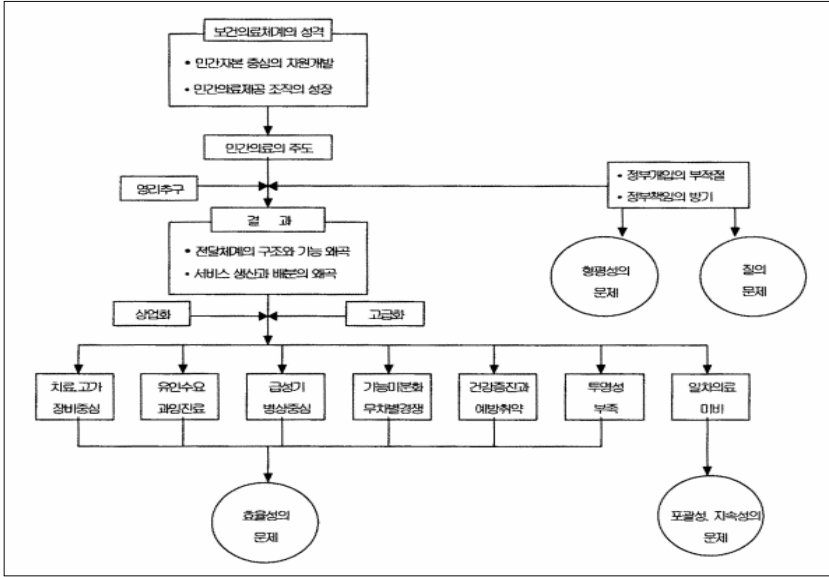 보건의료체계의 성격
• 민간자본 중심의 자원개발
• 민간의료제공 조직의 성장
민간의료의 주도
영리추구
• 정부개입의 부적절
• 정부책임의 방기
결 과
• 전달체계의 구조와 기능 왜곡
• 서비스 생산과 배분의 왜곡
형평성의
문제
질의
문제
상업화
고급화
치료,고가
장비중심
유인수요
과잉진료
급성기
병상중심
기능미분화
무차별경쟁
건강증진과
예방취약
투명성
부족
일차의료
미비
효율성의
문제
포괄성, 지속성의
문제